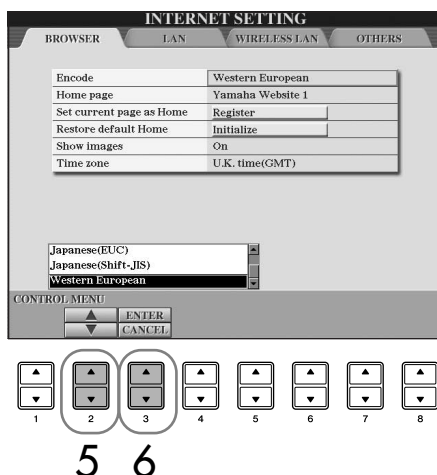 INTERNET SETTING
BROWSER LAN WIRELESS LAN OTHERS
Encode Western European
Home page Yamaha Website 1
Set current page as Home Register
Restore default Home Initialize
Show images On
Time zone U.K. time(GMT)
Japanese(EUC)
Japanese(Shift-JIS)
Western European
CONTROL MENU
▲ ENTER
▼ CANCEL
1 2 3 4 5 6 7 8
5 6